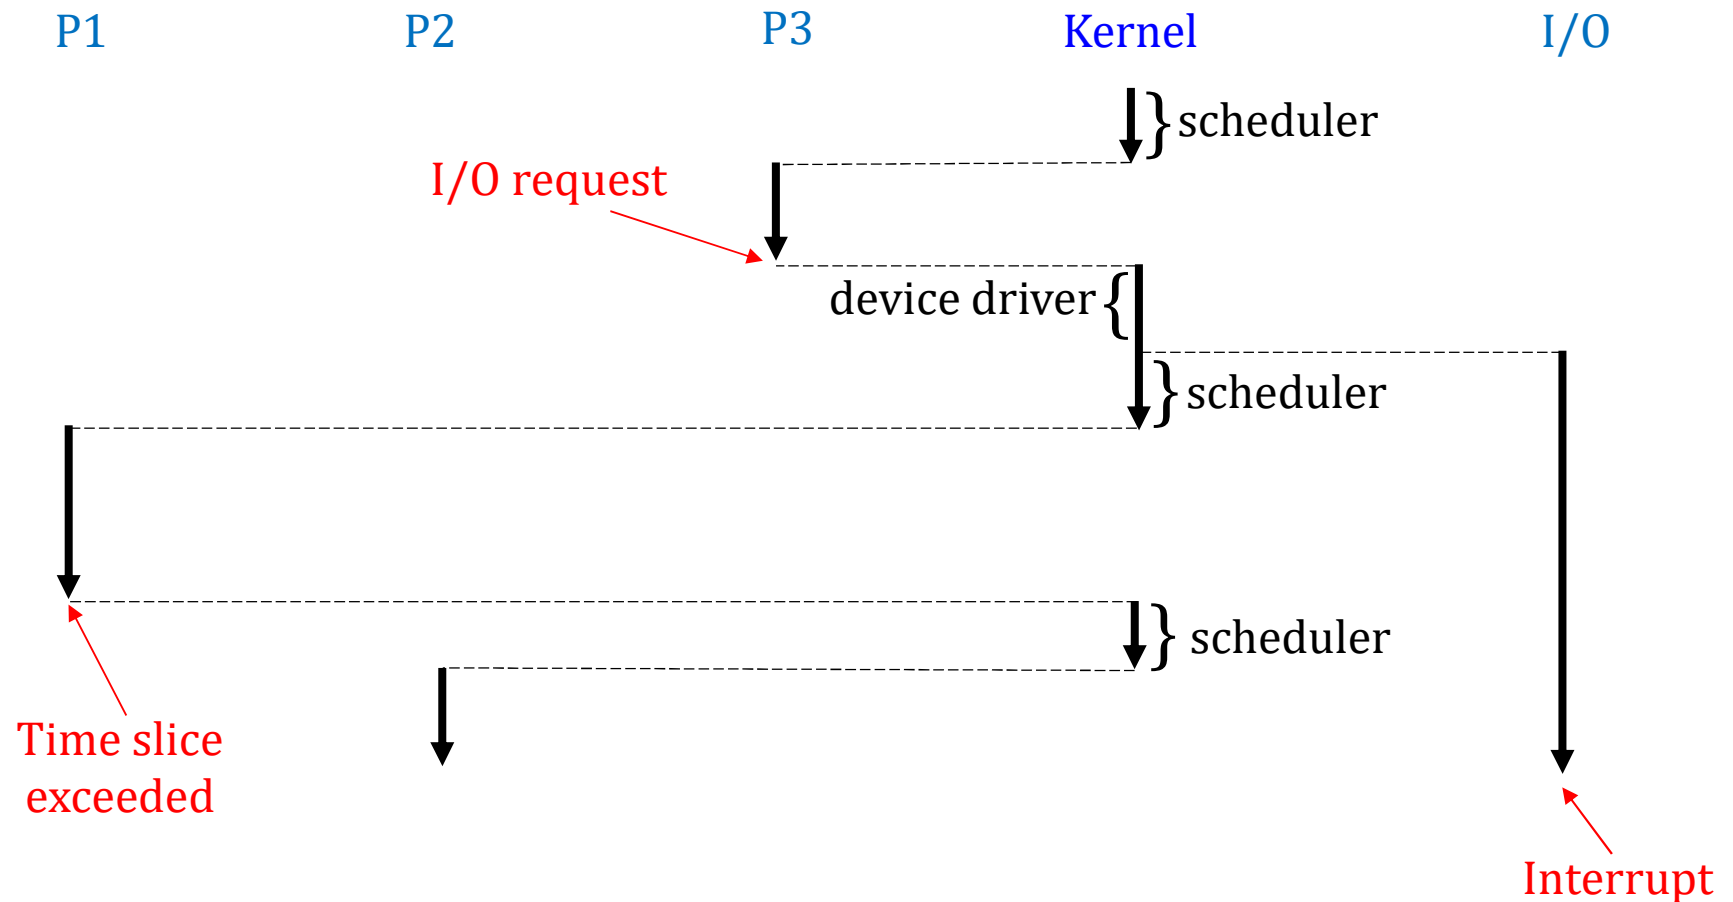 P1 P2 P3 Kernel I/O
scheduler
I/O request
device driver
scheduler
scheduler
Time slice
exceeded
Interrupt